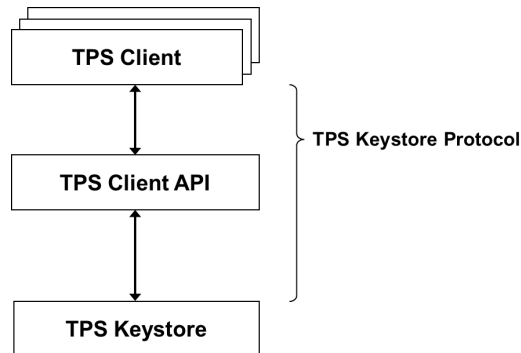 TPS Client
TPS Keystore Protocol
TPS Client API
TPS Keystore